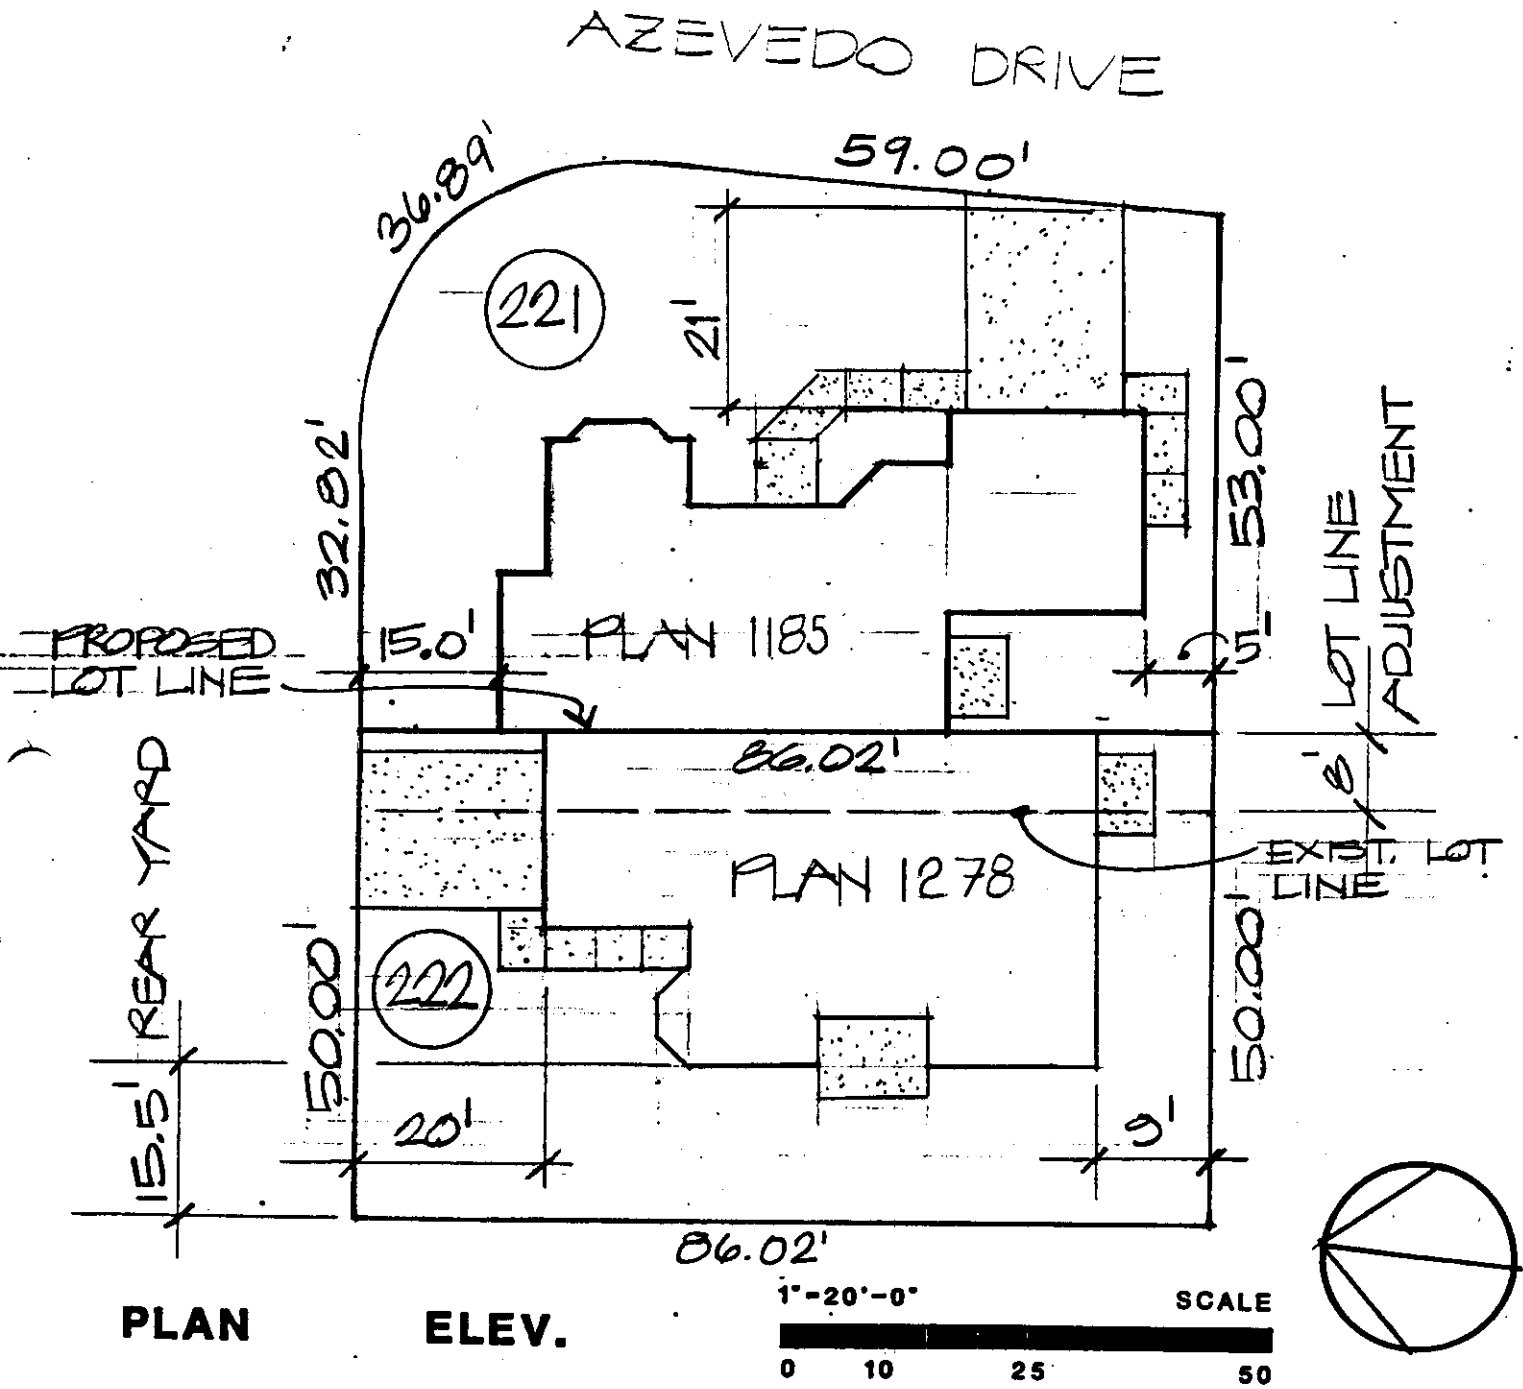 AZEVEDO DRIVE
59.00'
36.89'
221
21'
32.82'
53.00'
LOT LINE
ADJUSTMENT
PROPOSED
LOT LINE
15.0'
PLAN 1185
5'
86.02'
8'
REAR YARD
PLAN 1278
EXIST. LOT
LINE
222
50.00'
50.00'
15.5'
20'
9'
86.02'
PLAN
ELEV.
1"-20'-0"
SCALE
0 10 25 50